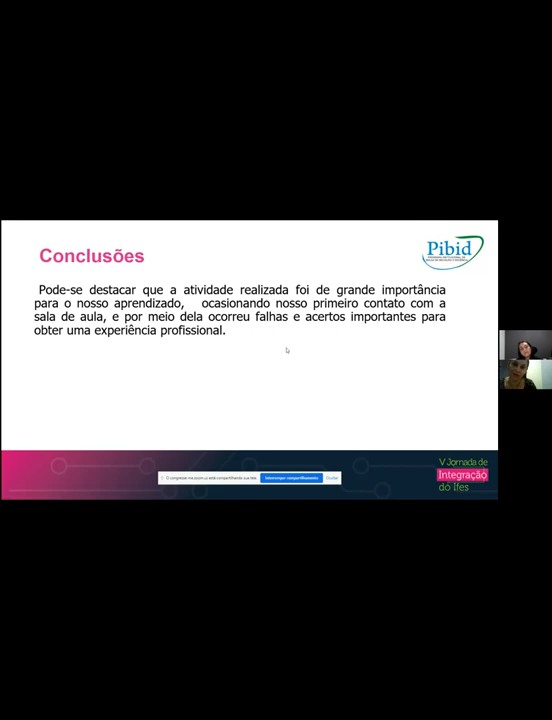 Conclusões
Pibid
Pode-se destacar que a atividade realizada foi de grande importância
para o nosso aprendizado, ocasionando nosso primeiro contato com a
sala de aula, e por meio dela ocorreu falhas e acertos importantes para
obter uma experiência profissional.
V Jornada de
Integração
do Ifes
Interromper compartilhamento
Ocultar